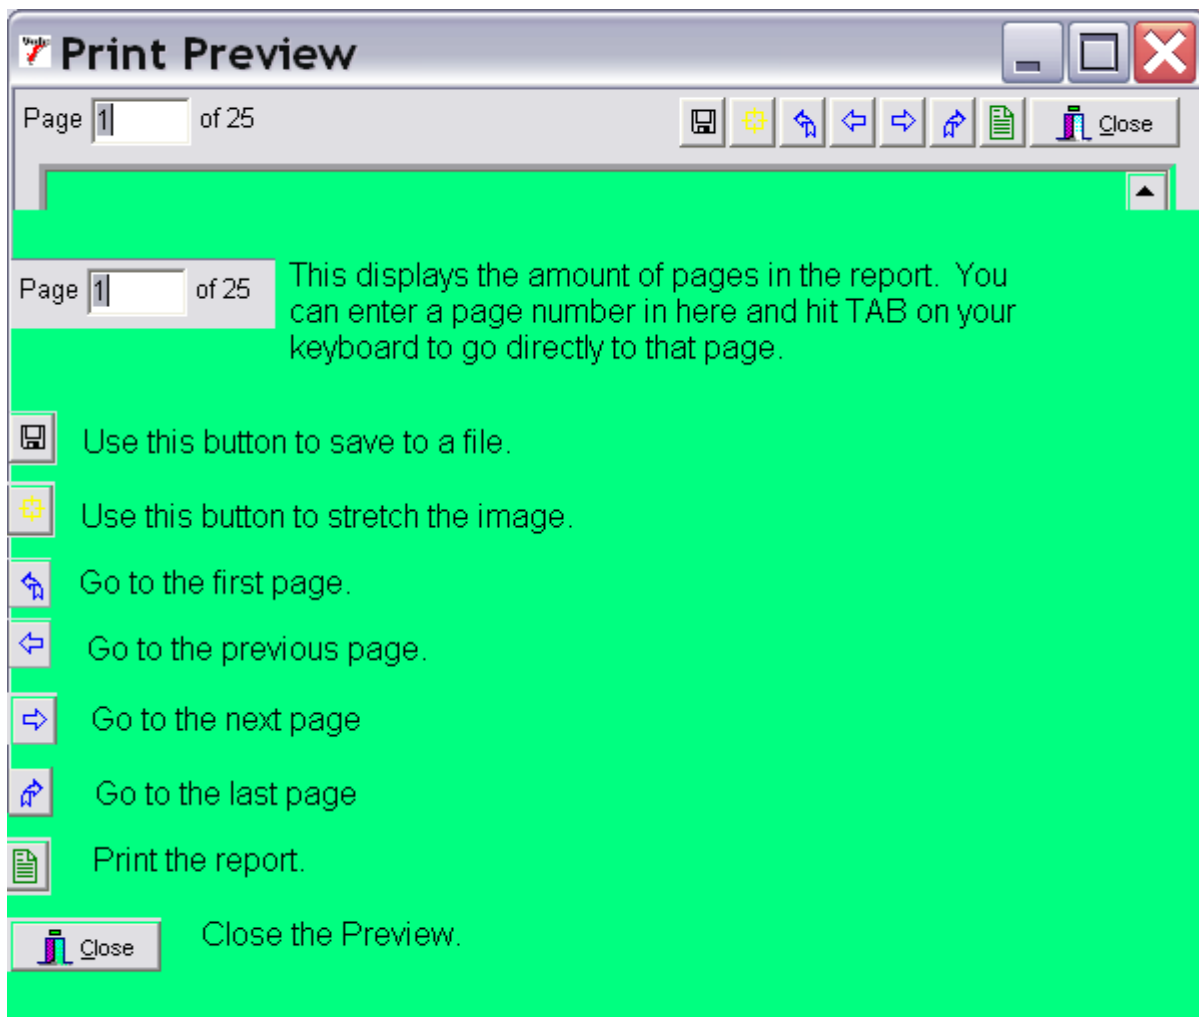 Print Preview
Page 1 of 25
Close
Page 1 of 25
This displays the amount of pages in the report. You
can enter a page number in here and hit TAB on your
keyboard to go directly to that page.
Use this button to save to a file.
Use this button to stretch the image.
Go to the first page.
Go to the previous page.
Go to the next page
Go to the last page
Print the report.
Close
Close the Preview.